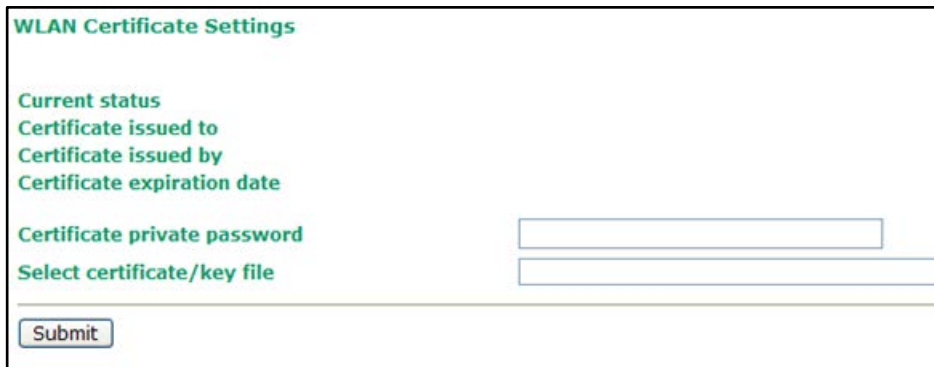 WLAN Certificate Settings
Current status
Certificate issued to
Certificate issued by
Certificate expiration date
Certificate private password
Select certificate/key file
Submit